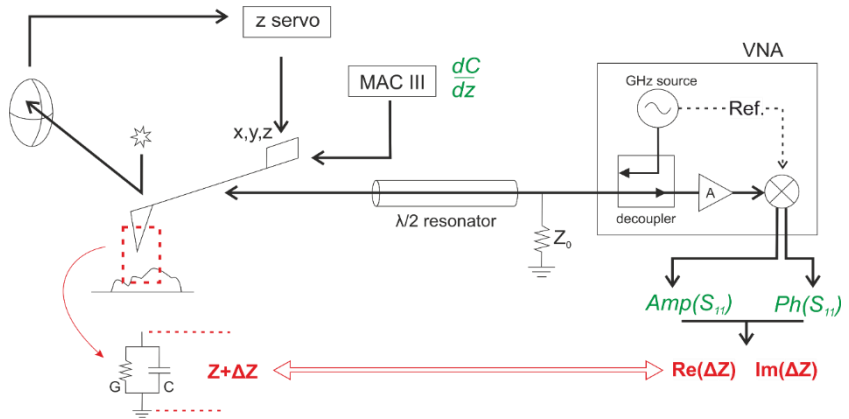 z servo
VNA
MAC III
dC
dz
GHz source
Ref.
x,y,z
A
λ/2 resonator
decoupler
Z₀
Amp(S₁₁)
Ph(S₁₁)
G
C
Z+ΔZ
Re(ΔZ)
Im(ΔZ)